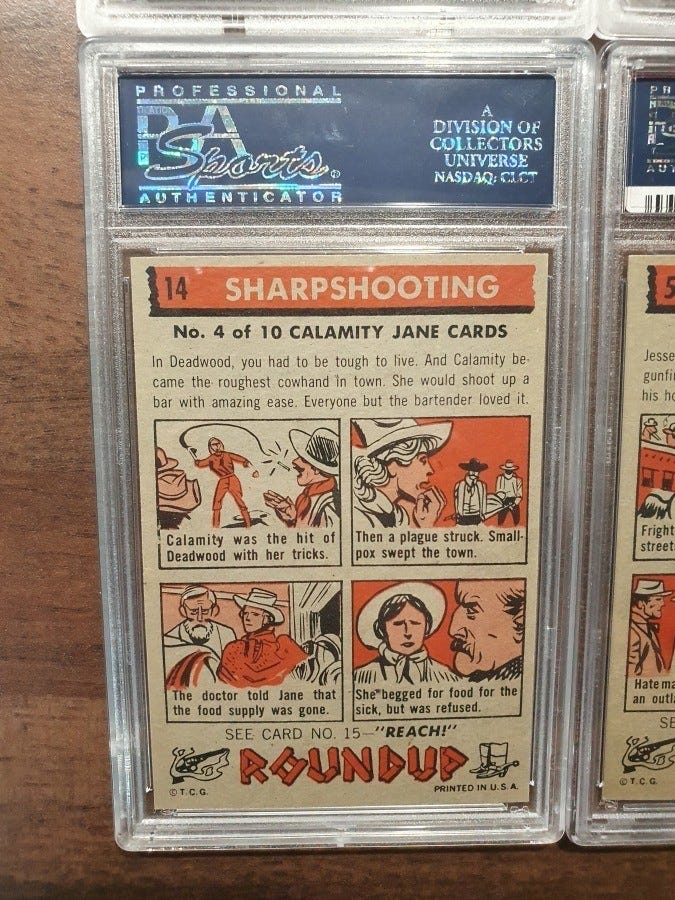 PROFESSIONAL
PSA
Sports
AUTHENTICATOR
A
DIVISION OF
COLLECTORS
UNIVERSE
NASDAQ: CLCT
14 SHARPSHOOTING
No. 4 of 10 CALAMITY JANE CARDS
In Deadwood, you had to be tough to live. And Calamity be-
came the roughest cowhand in town. She would shoot up a
bar with amazing ease. Everyone but the bartender loved it.
Calamity was the hit of
Deadwood with her tricks.
Then a plague struck. Small-
pox swept the town.
The doctor told Jane that
the food supply was gone.
She begged for food for the
sick, but was refused.
SEE CARD NO. 15—"REACH!"
ROUNDUP
© T.C.G.
PRINTED IN U.S.A.
PR
AUT
5
Jesse
gunfi
his ho
Fright
street
Hate ma
an outla
SE
© T.C.G.